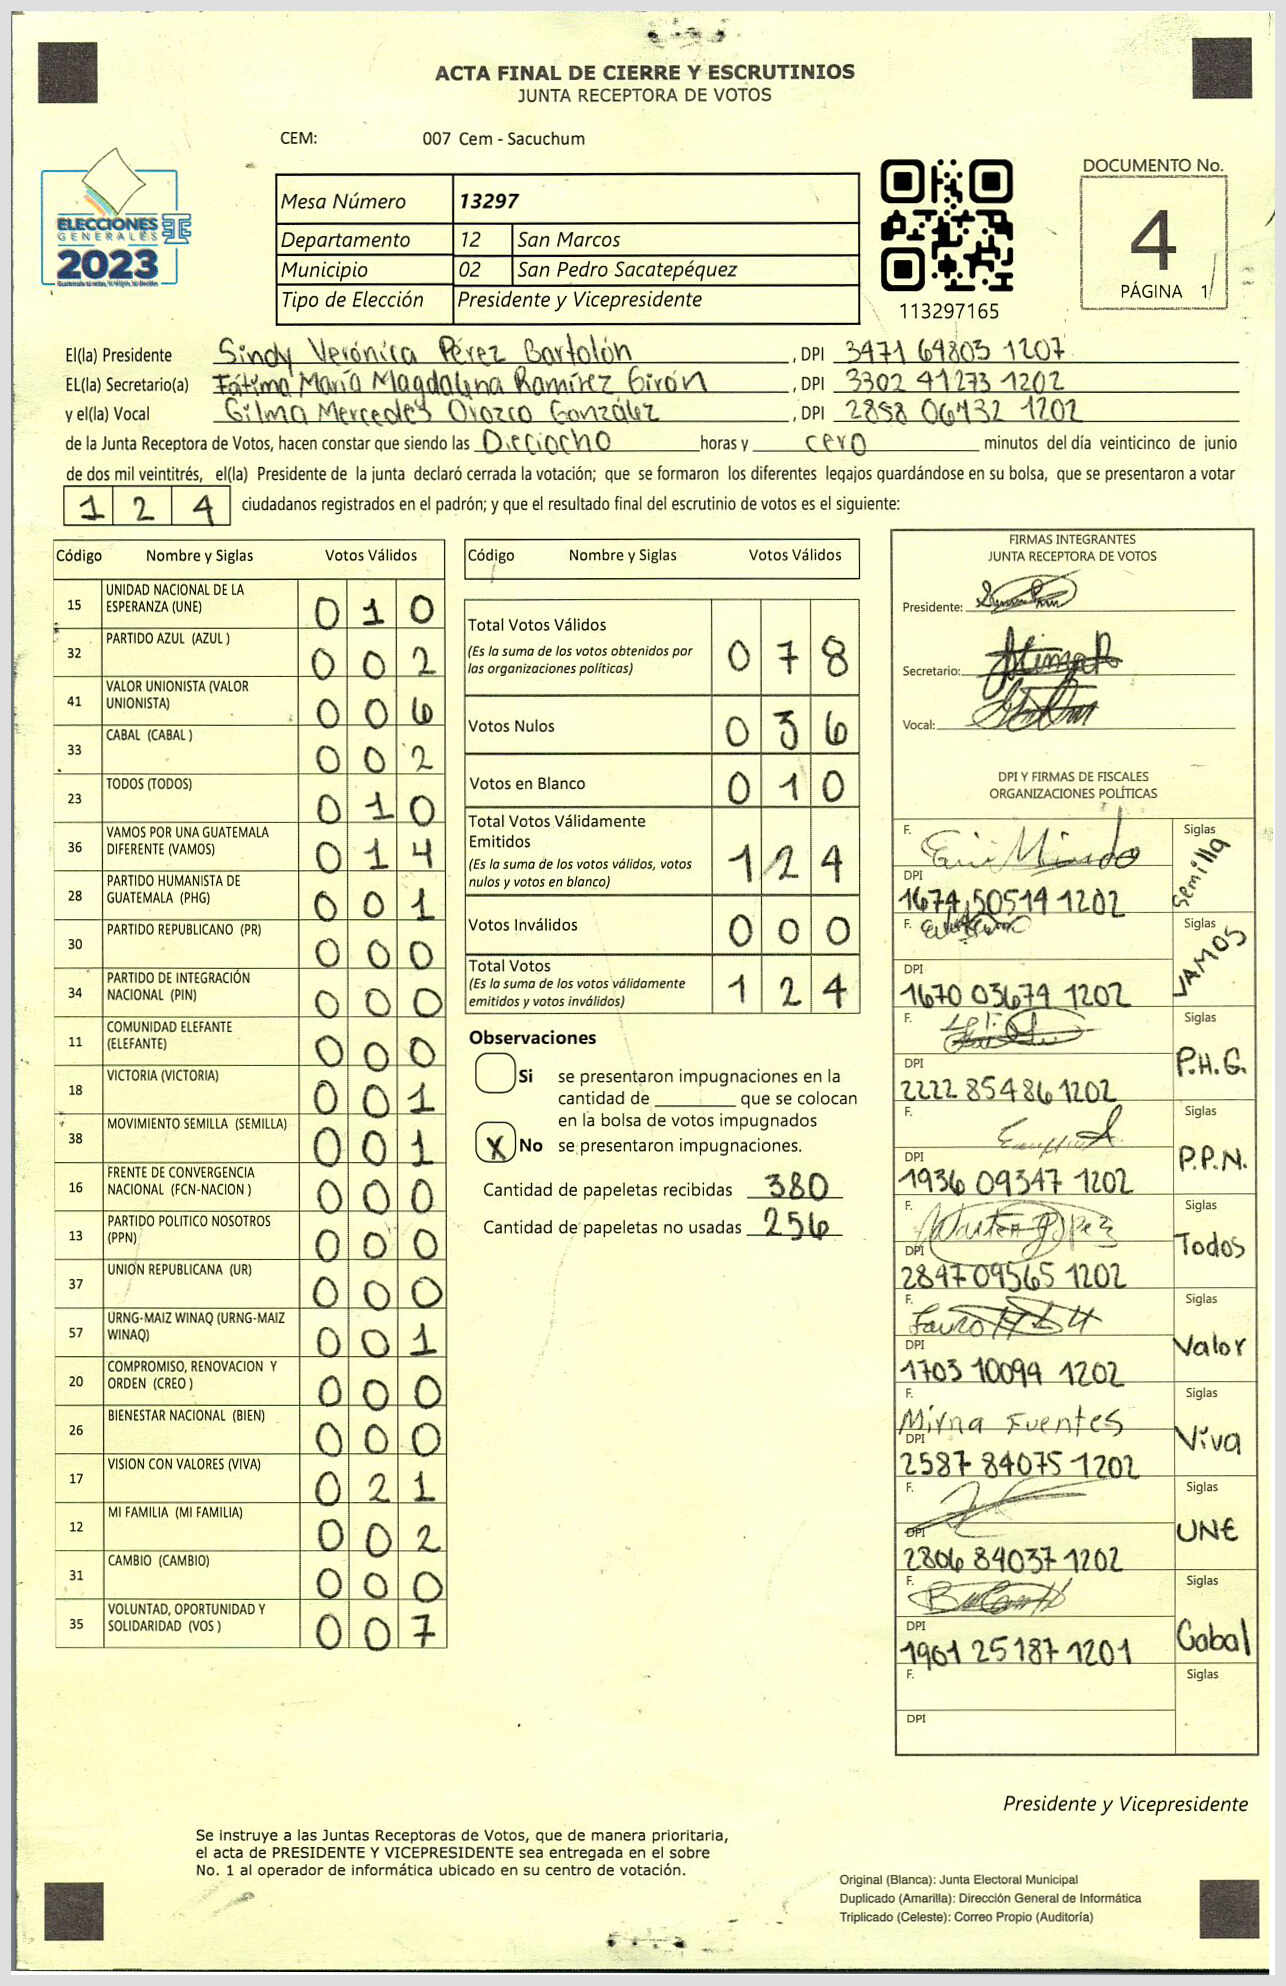 ACTA FINAL DE CIERRE Y ESCRUTINIOS
JUNTA RECEPTORA DE VOTOS
CEM: 007 Cem - Sacuchum
ELECCIONES
GENERALES
2023
Mesa Número 13297
Departamento 12 San Marcos
Municipio 02 San Pedro Sacatepéquez
Tipo de Elección Presidente y Vicepresidente
113297165
DOCUMENTO No.
4
PÁGINA 1
El(la) Presidente Sindy Verónica Pérez Bartolón , DPI 3471 64803 1207
EL(la) Secretario(a) Fátima María Magdalena Ramírez Girón , DPI 3302 41273 1202
y el(la) Vocal Gilma Mercedes Orozco González , DPI 2858 06432 1202
de la Junta Receptora de Votos, hacen constar que siendo las Dieciocho horas y cero minutos del día veinticinco de junio
de dos mil veintitrés, el(la) Presidente de la junta declaró cerrada la votación; que se formaron los diferentes legajos guardándose en su bolsa, que se presentaron a votar
1 2 4 ciudadanos registrados en el padrón; y que el resultado final del escrutinio de votos es el siguiente:
Código Nombre y Siglas Votos Válidos
15 UNIDAD NACIONAL DE LA ESPERANZA (UNE) 0 1 0
32 PARTIDO AZUL (AZUL ) 0 0 2
41 VALOR UNIONISTA (VALOR UNIONISTA) 0 0 6
33 CABAL (CABAL ) 0 0 2
23 TODOS (TODOS) 0 1 0
36 VAMOS POR UNA GUATEMALA DIFERENTE (VAMOS) 0 1 4
28 PARTIDO HUMANISTA DE GUATEMALA (PHG) 0 0 1
30 PARTIDO REPUBLICANO (PR) 0 0 0
34 PARTIDO DE INTEGRACIÓN NACIONAL (PIN) 0 0 0
11 COMUNIDAD ELEFANTE (ELEFANTE) 0 0 0
18 VICTORIA (VICTORIA) 0 0 1
38 MOVIMIENTO SEMILLA (SEMILLA) 0 0 1
16 FRENTE DE CONVERGENCIA NACIONAL (FCN-NACION ) 0 0 0
13 PARTIDO POLITICO NOSOTROS (PPN) 0 0 0
37 UNION REPUBLICANA (UR) 0 0 0
57 URNG-MAIZ WINAQ (URNG-MAIZ WINAQ) 0 0 1
20 COMPROMISO, RENOVACION Y ORDEN (CREO ) 0 0 0
26 BIENESTAR NACIONAL (BIEN) 0 0 0
17 VISION CON VALORES (VIVA) 0 2 1
12 MI FAMILIA (MI FAMILIA) 0 0 2
31 CAMBIO (CAMBIO) 0 0 0
35 VOLUNTAD, OPORTUNIDAD Y SOLIDARIDAD (VOS ) 0 0 7
Código Nombre y Siglas Votos Válidos
Total Votos Válidos 0 7 8
(Es la suma de los votos obtenidos por
las organizaciones políticas)
Votos Nulos 0 3 6
Votos en Blanco 0 1 0
Total Votos Válidamente
Emitidos 1 2 4
(Es la suma de los votos válidos, votos
nulos y votos en blanco)
Votos Inválidos 0 0 0
Total Votos 1 2 4
(Es la suma de los votos válidamente
emitidos y votos inválidos)
Observaciones
Si se presentaron impugnaciones en la
cantidad de ________ que se colocan
en la bolsa de votos impugnados
X No se presentaron impugnaciones.
Cantidad de papeletas recibidas 380
Cantidad de papeletas no usadas 256
FIRMAS INTEGRANTES
JUNTA RECEPTORA DE VOTOS
Presidente:
Secretario:
Vocal:
DPI Y FIRMAS DE FISCALES
ORGANIZACIONES POLÍTICAS
F. Siglas
DPI Semilla
1674 50514 1202
F. Siglas
DPI VAMOS
1670 03679 1202
F. Siglas
DPI P.H.G.
2222 85486 1202
F. Siglas
DPI P.P.N.
1936 09347 1202
F. Siglas
DPI Todos
2847 09565 1202
F. Siglas
DPI Valor
1703 10099 1202
F. Siglas
Mirna Fuentes
DPI Viva
2587 84075 1202
F. Siglas
DPI UNE
2806 84037 1202
F. Siglas
DPI Cabal
1901 25187 1201
F. Siglas
DPI
Presidente y Vicepresidente
Se instruye a las Juntas Receptoras de Votos, que de manera prioritaria,
el acta de PRESIDENTE Y VICEPRESIDENTE sea entregada en el sobre
No. 1 al operador de informática ubicado en su centro de votación.
Original (Blanca): Junta Electoral Municipal
Duplicado (Amarilla): Dirección General de Informática
Triplicado (Celeste): Correo Propio (Auditoría)